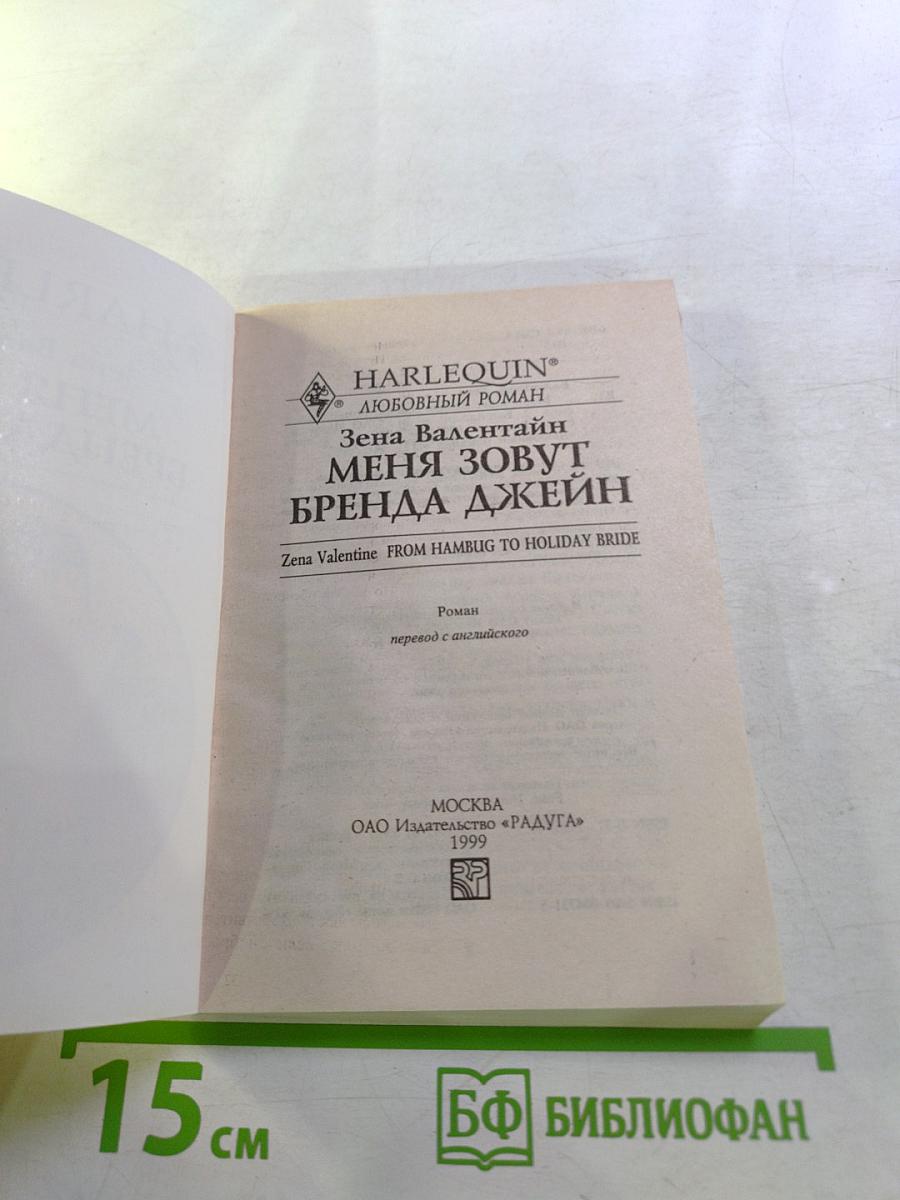 HARLEQUIN®
®
ЛЮБОВНЫЙ РОМАН
Зена Валентайн
МЕНЯ ЗОВУТ
БРЕНДА ДЖЕЙН
Zena Valentine FROM HAMBUG TO HOLIDAY BRIDE
Роман
перевод с английского
МОСКВА
ОАО Издательство «РАДУГА»
1999
15 см
БФ БИБЛИОФАН